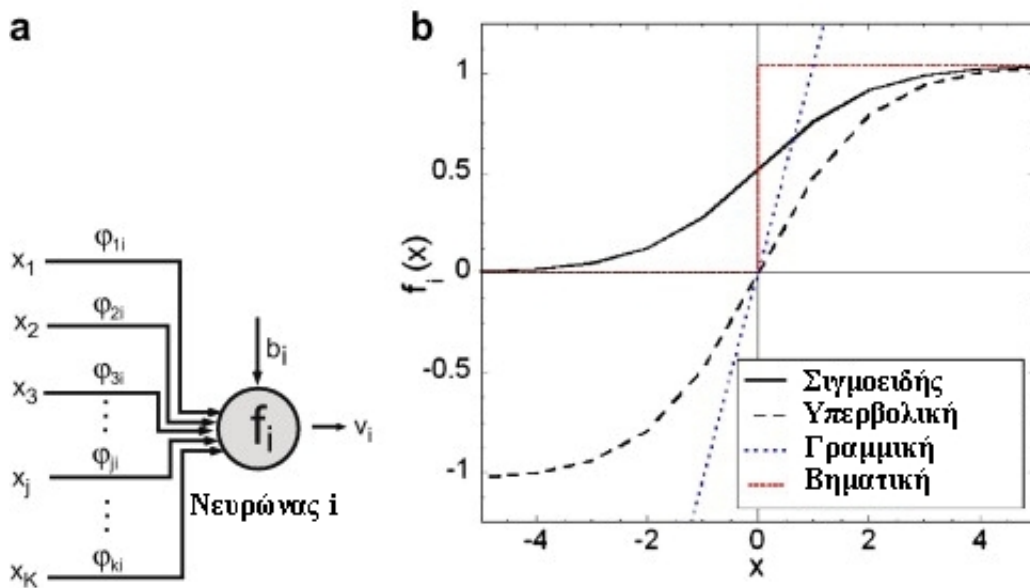 a
x1
φ1i
x2
φ2i
x3
φ3i
xj
φji
xK
φki
bi
fi
vi
Νευρώνας i
b
fi (x)
1
0.5
0
-0.5
-1
-4
-2
0
2
4
x
Σιγμοειδής
Υπερβολική
Γραμμική
Βηματική